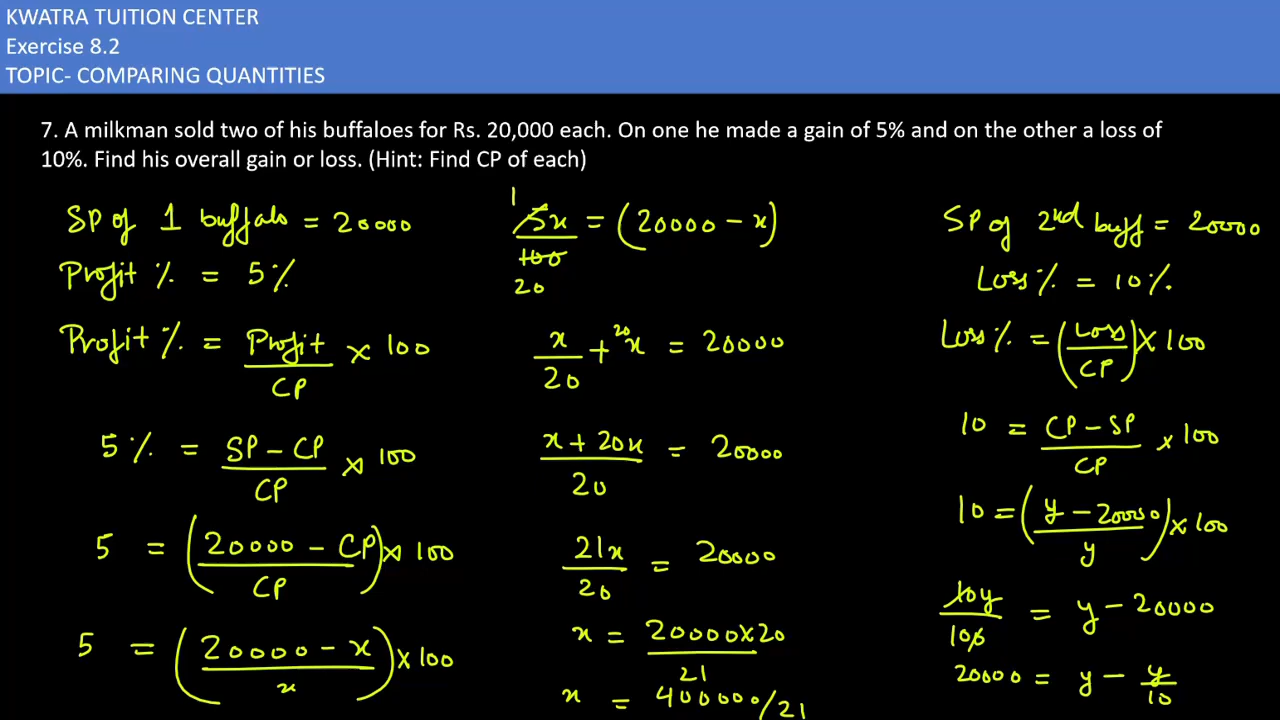 KWATRA TUITION CENTER
Exercise 8.2
TOPIC- COMPARING QUANTITIES
7. A milkman sold two of his buffaloes for Rs. 20,000 each. On one he made a gain of 5% and on the other a loss of
10%. Find his overall gain or loss. (Hint: Find CP of each)
SP of 1 buffalo = 20000
Profit % = 5%
Profit % = Profit/CP × 100
5% = SP - CP/CP × 100
5 = (20000 - CP/CP) × 100
5 = (20000 - x/x) × 100
1
5x/100 = (20000 - x)
20
x/20 + 20 x = 20000
x + 20x/20 = 20000
21x/20 = 20000
x = 20000×20/21
x = 400000/21
SP of 2nd buff = 20000
Loss % = 10%.
Loss % = (Loss/CP) × 100
10 = CP - SP/CP × 100
10 = (y - 20000/y) × 100
10y/100 = y - 20000
20000 = y - y/10